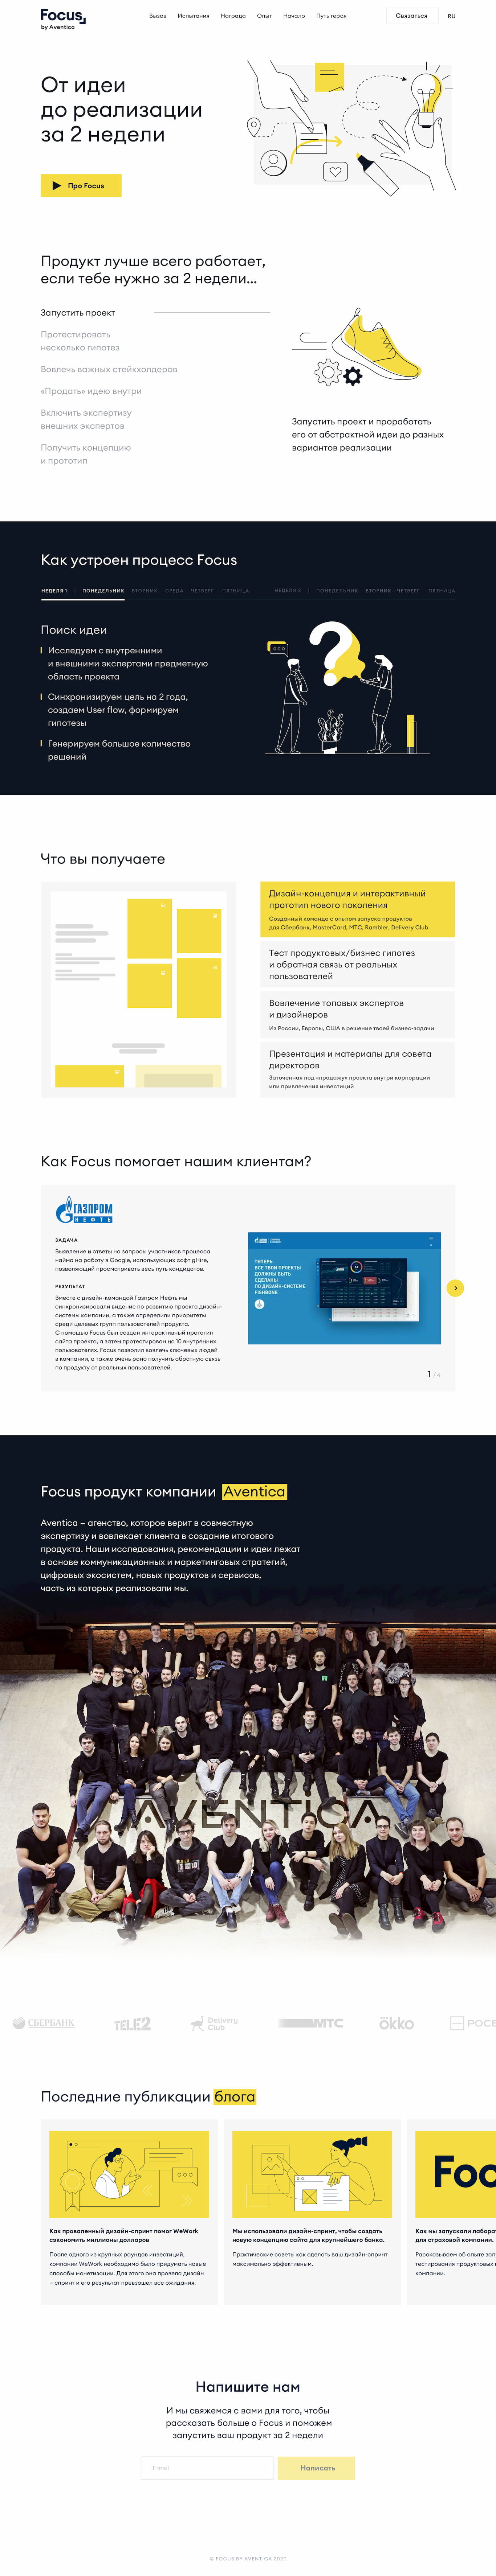 Focus
by Aventica
Вызов Испытания Награда Опыт Начало Путь героя
Связаться
RU
От идеи
до реализации
за 2 недели
Про Focus
Продукт лучше всего работает,
если тебе нужно за 2 недели...
Запустить проект
Протестировать
несколько гипотез
Вовлечь важных стейкхолдеров
«Продать» идею внутри
Включить экспертизу
внешних экспертов
Получить концепцию
и прототип
Запустить проект и проработать
его от абстрактной идеи до разных
вариантов реализации
Как устроен процесс Focus
НЕДЕЛЯ 1 | ПОНЕДЕЛЬНИК ВТОРНИК СРЕДА ЧЕТВЕРГ ПЯТНИЦА НЕДЕЛЯ 2 | ПОНЕДЕЛЬНИК ВТОРНИК - ЧЕТВЕРГ ПЯТНИЦА
Поиск идеи
Исследуем с внутренними
и внешними экспертами предметную
область проекта
Синхронизируем цель на 2 года,
создаем User flow, формируем
гипотезы
Генерируем большое количество
решений
Что вы получаете
Дизайн-концепция и интерактивный
прототип нового поколения
Созданный команда с опытом запуска продуктов
для Сбербанк, MasterCard, МТС, Rambler, Delivery Club
Тест продуктовых/бизнес гипотез
и обратная связь от реальных
пользователей
Вовлечение топовых экспертов
и дизайнеров
Из России, Европы, США в решение твоей бизнес-задачи
Презентация и материалы для совета
директоров
Заточенная под «продажу» проекта внутри корпорации
или привлечения инвестиций
Как Focus помогает нашим клиентам?
ГАЗПРОМ
НЕФТЬ
ЗАДАЧА
Выявление и ответы на запросы участников процесса
найма на работу в Google, использующих софт gHire,
позволяющий просматривать весь путь кандидатов.
РЕЗУЛЬТАТ
Вместе с дизайн-командой Газпром Нефть мы
синхронизировали видение по развитию проекта дизайн-
системы компании, а также определили приоритеты
среди целевых групп пользователей продукта.
С помощью Focus был создан интерактивный прототип
сайта проекта, а затем протестирован на 10 внутренних
пользователях. Focus позволил вовлечь ключевых людей
в компании, а также очень рано получить обратную связь
по продукту от реальных пользователей.
ТЕПЕРЬ
ВСЕ ТВОИ ПРОЕКТЫ
ДОЛЖНЫ БЫТЬ
СДЕЛАНЫ
ПО ДИЗАЙН-СИСТЕМЕ
FISHBONE
1 / 4
Focus продукт компании Aventica
Aventica – агенство, которое верит в совместную
экспертизу и вовлекает клиента в создание итогового
продукта. Наши исследования, рекомендации и идеи лежат
в основе коммуникационных и маркетинговых стратегий,
цифровых экосистем, новых продуктов и сервисов,
часть из которых реализовали мы.
AVENTICA
СБЕРБАНК
TELE2
Delivery
Club
МТС
ökko
РОСЕ
Последние публикации блога
Foc
Как проваленный дизайн-спринт помог WeWork
сэкономить миллионы долларов
После одного из крупных раундов инвестиций,
компании WeWork необходимо было придумать новые
способы монетизации. Для этого она провела дизайн
– спринт и его результат превзошел все ожидания.
Мы использовали дизайн-спринт, чтобы создать
новую концепцию сайта для крупнейшего банка.
Практические советы как сделать ваш дизайн-спринт
максимально эффективным.
Как мы запускали лабора
для страховой компании.
Рассказываем об опыте зап
тестирования продуктовых
компании.
Напишите нам
И мы свяжемся с вами для того, чтобы
рассказать больше о Focus и поможем
запустить ваш продукт за 2 недели
Email
Написать
© FOCUS BY AVENTICA 2020